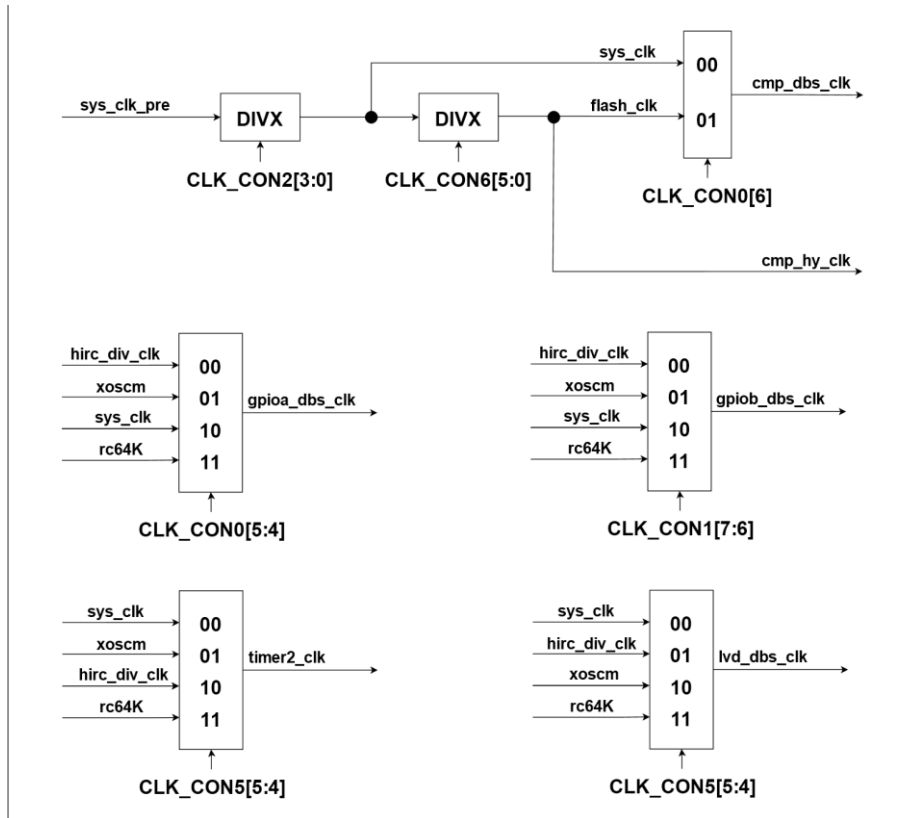 sys_clk
00
sys_clk_pre
DIVX
DIVX
flash_clk
01
cmp_dbs_clk
CLK_CON2[3:0]
CLK_CON6[5:0]
CLK_CON0[6]
cmp_hy_clk
hirc_div_clk
00
xoscm
01
gpioa_dbs_clk
sys_clk
10
rc64K
11
CLK_CON0[5:4]
hirc_div_clk
00
xoscm
01
gpiob_dbs_clk
sys_clk
10
rc64K
11
CLK_CON1[7:6]
sys_clk
00
xoscm
01
timer2_clk
hirc_div_clk
10
rc64K
11
CLK_CON5[5:4]
sys_clk
00
hirc_div_clk
01
lvd_dbs_clk
xoscm
10
rc64K
11
CLK_CON5[5:4]